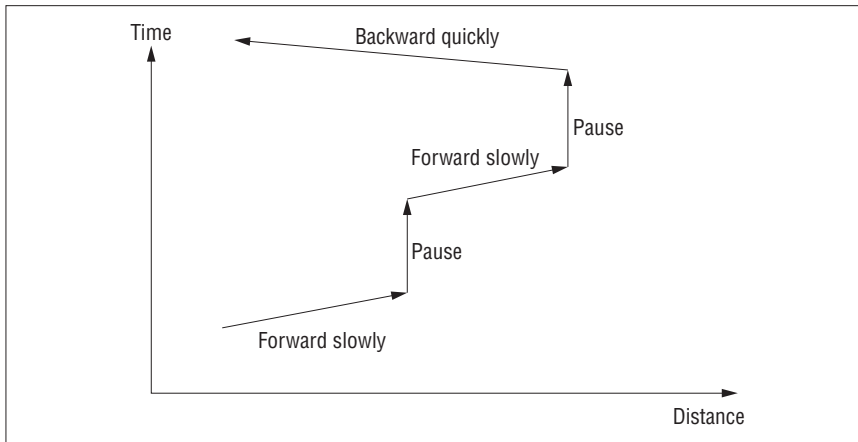 Time
Backward quickly
Pause
Forward slowly
Pause
Forward slowly
Distance